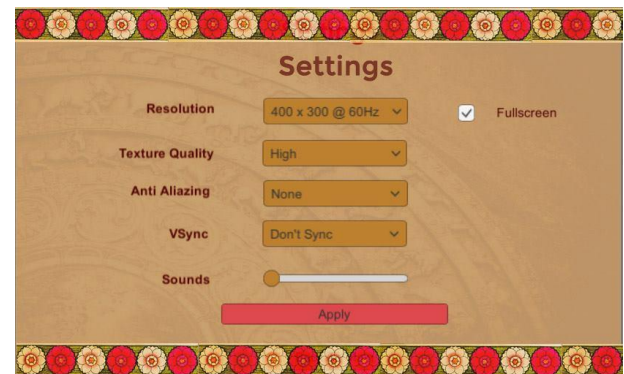 Settings
Resolution 400 x 300 @ 60Hz Fullscreen
Texture Quality High
Anti Aliazing None
VSync Don't Sync
Sounds
Apply